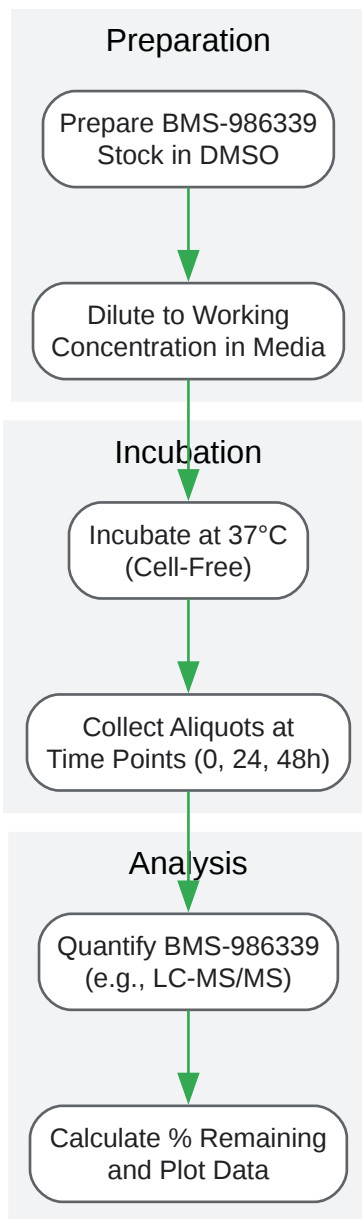 Preparation
Prepare BMS-986339
Stock in DMSO
Dilute to Working
Concentration in Media
Incubation
Incubate at 37°C
(Cell-Free)
Collect Aliquots at
Time Points (0, 24, 48h)
Analysis
Quantify BMS-986339
(e.g., LC-MS/MS)
Calculate % Remaining
and Plot Data